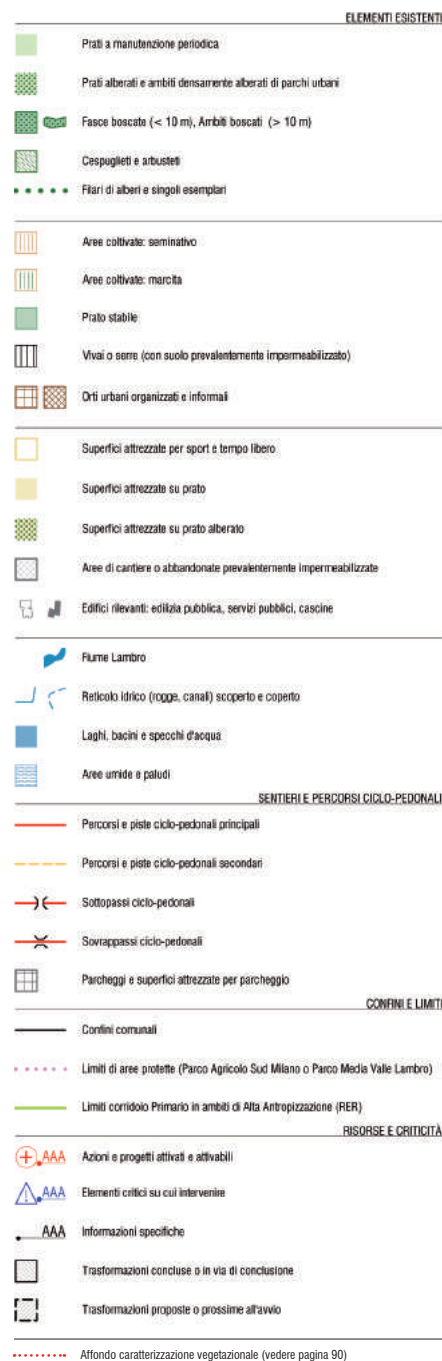 ELEMENTI ESISTENTI
Prati a manutenzione periodica
Prati alberati e ambiti densamente alberati di parchi urbani
Fasce boscate (< 10 m), Ambiti boscati (> 10 m)
Cespuglieti e arbusteti
Filari di alberi e singoli esemplari
Aree coltivate: seminativo
Aree coltivate: marcita
Prato stabile
Vivai o serre (con suolo prevalentemente impermeabilizzato)
Orti urbani organizzati e informali
Superfici attrezzate per sport e tempo libero
Superfici attrezzate su prato
Superfici attrezzate su prato alberato
Aree di cantiere o abbandonate prevalentemente impermeabilizzate
Edifici rilevanti: edilizia pubblica, servizi pubblici, cascine
Fiume Lambro
Reticolo idrico (rogge, canali) scoperto e coperto
Laghi, bacini e specchi d'acqua
Aree umide e paludi
SENTIERI E PERCORSI CICLO-PEDONALI
Percorsi e piste ciclo-pedonali principali
Percorsi e piste ciclo-pedonali secondari
Sottopassi ciclo-pedonali
Sovrappassi ciclo-pedonali
Parcheggi e superfici attrezzate per parcheggio
CONFINI E LIMITI
Confini comunali
Limiti di aree protette (Parco Agricolo Sud Milano o Parco Media Valle Lambro)
Limiti corridoio Primario in ambiti di Alta Antropizzazione (RER)
RISORSE E CRITICITÀ
AAA Azioni e progetti attivati e attivabili
AAA Elementi critici su cui intervenire
AAA Informazioni specifiche
Trasformazioni concluse o in via di conclusione
Trasformazioni proposte o prossime all'avvio
Affondo caratterizzazione vegetazionale (vedere pagina 90)